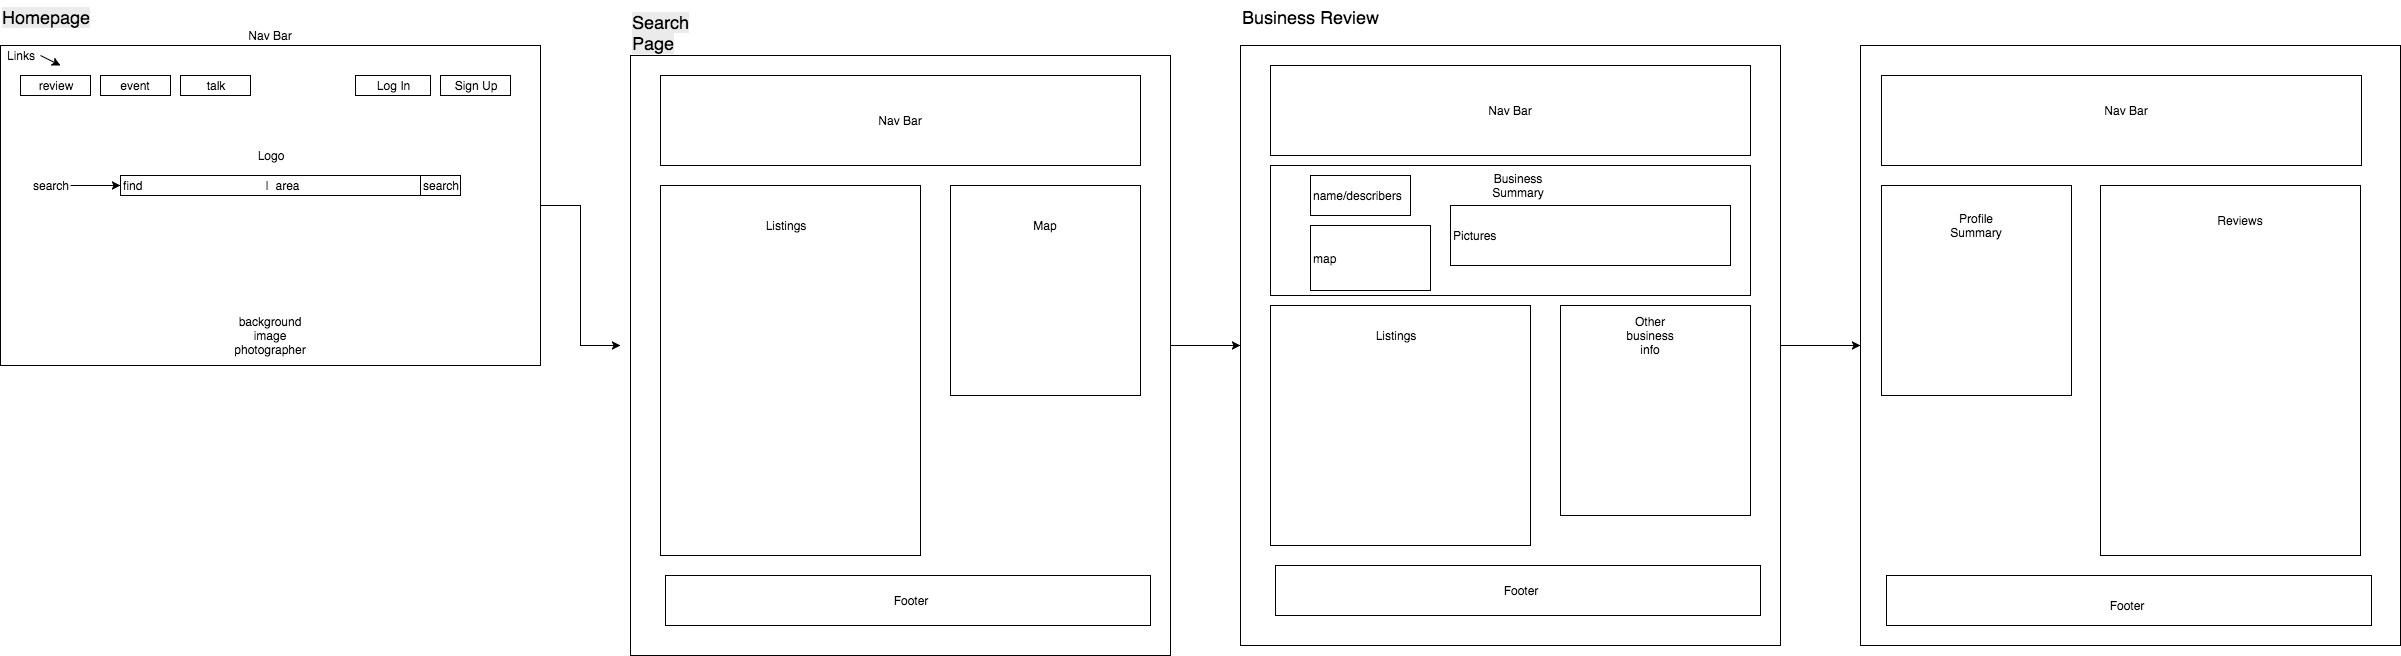 Homepage
Nav Bar
Links
review
event
talk
Log In
Sign Up
Logo
search
find
| area
search
background
image
photographer
Search
Page
Nav Bar
Listings
Map
Footer
Business Review
Nav Bar
name/describers
Business
Summary
Pictures
map
Listings
Other
business
info
Footer
Nav Bar
Profile
Summary
Reviews
Footer